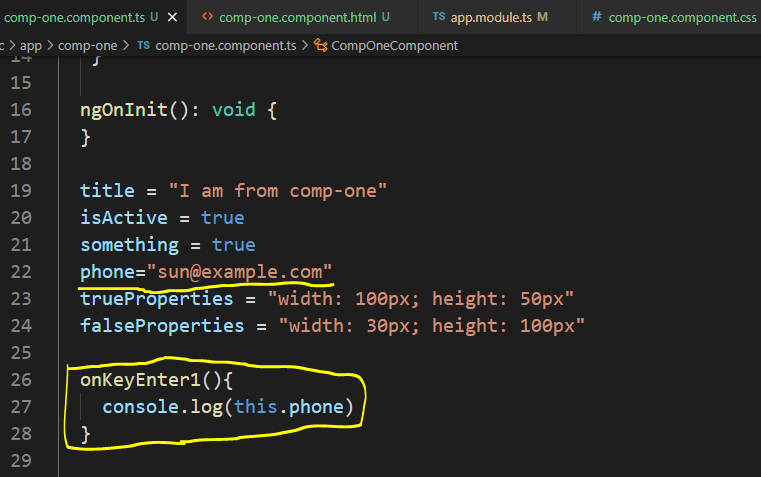 comp-one.component.ts U × <> comp-one.component.html U TS app.module.ts M # comp-one.component.css
c > app > comp-one > TS comp-one.component.ts > CompOneComponent
14 }
15
16 ngOnInit(): void {
17 }
18
19 title = "I am from comp-one"
20 isActive = true
21 something = true
22 phone="sun@example.com"
23 trueProperties = "width: 100px; height: 50px"
24 falseProperties = "width: 30px; height: 100px"
25
26 onKeyEnter1(){
27 console.log(this.phone)
28 }
29